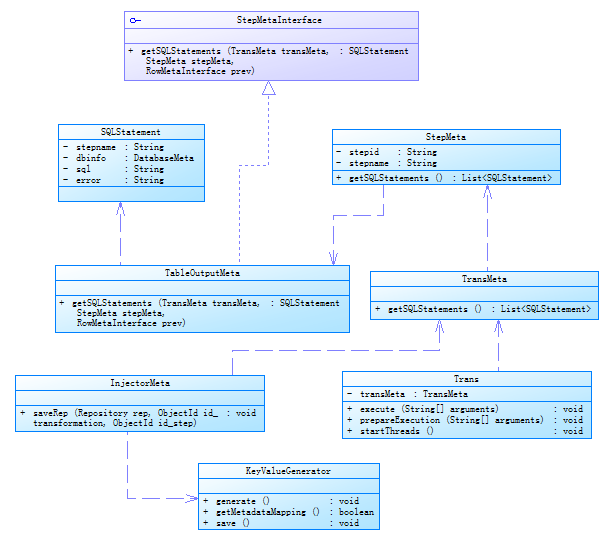 StepMetaInterface
+ getSQLStatements (TransMeta transMeta, : SQLStatement
StepMeta stepMeta,
RowMetaInterface prev)
SQLStatement
- stepname : String
- dbinfo : DatabaseMeta
- sql : String
- error : String
StepMeta
- stepid : String
- stepname : String
+ getSQLStatements () : List<SQLStatement>
TableOutputMeta
+ getSQLStatements (TransMeta transMeta, : SQLStatement
StepMeta stepMeta,
RowMetaInterface prev)
TransMeta
+ getSQLStatements () : List<SQLStatement>
InjectorMeta
+ saveRep (Repository rep, ObjectId id_ : void
transformation, ObjectId id_step)
Trans
- transMeta : TransMeta
+ execute (String[] arguments) : void
+ prepareExecution (String[] arguments) : void
+ startThreads () : void
KeyValueGenerator
+ generate () : void
+ getMetadataMapping () : boolean
+ save () : void